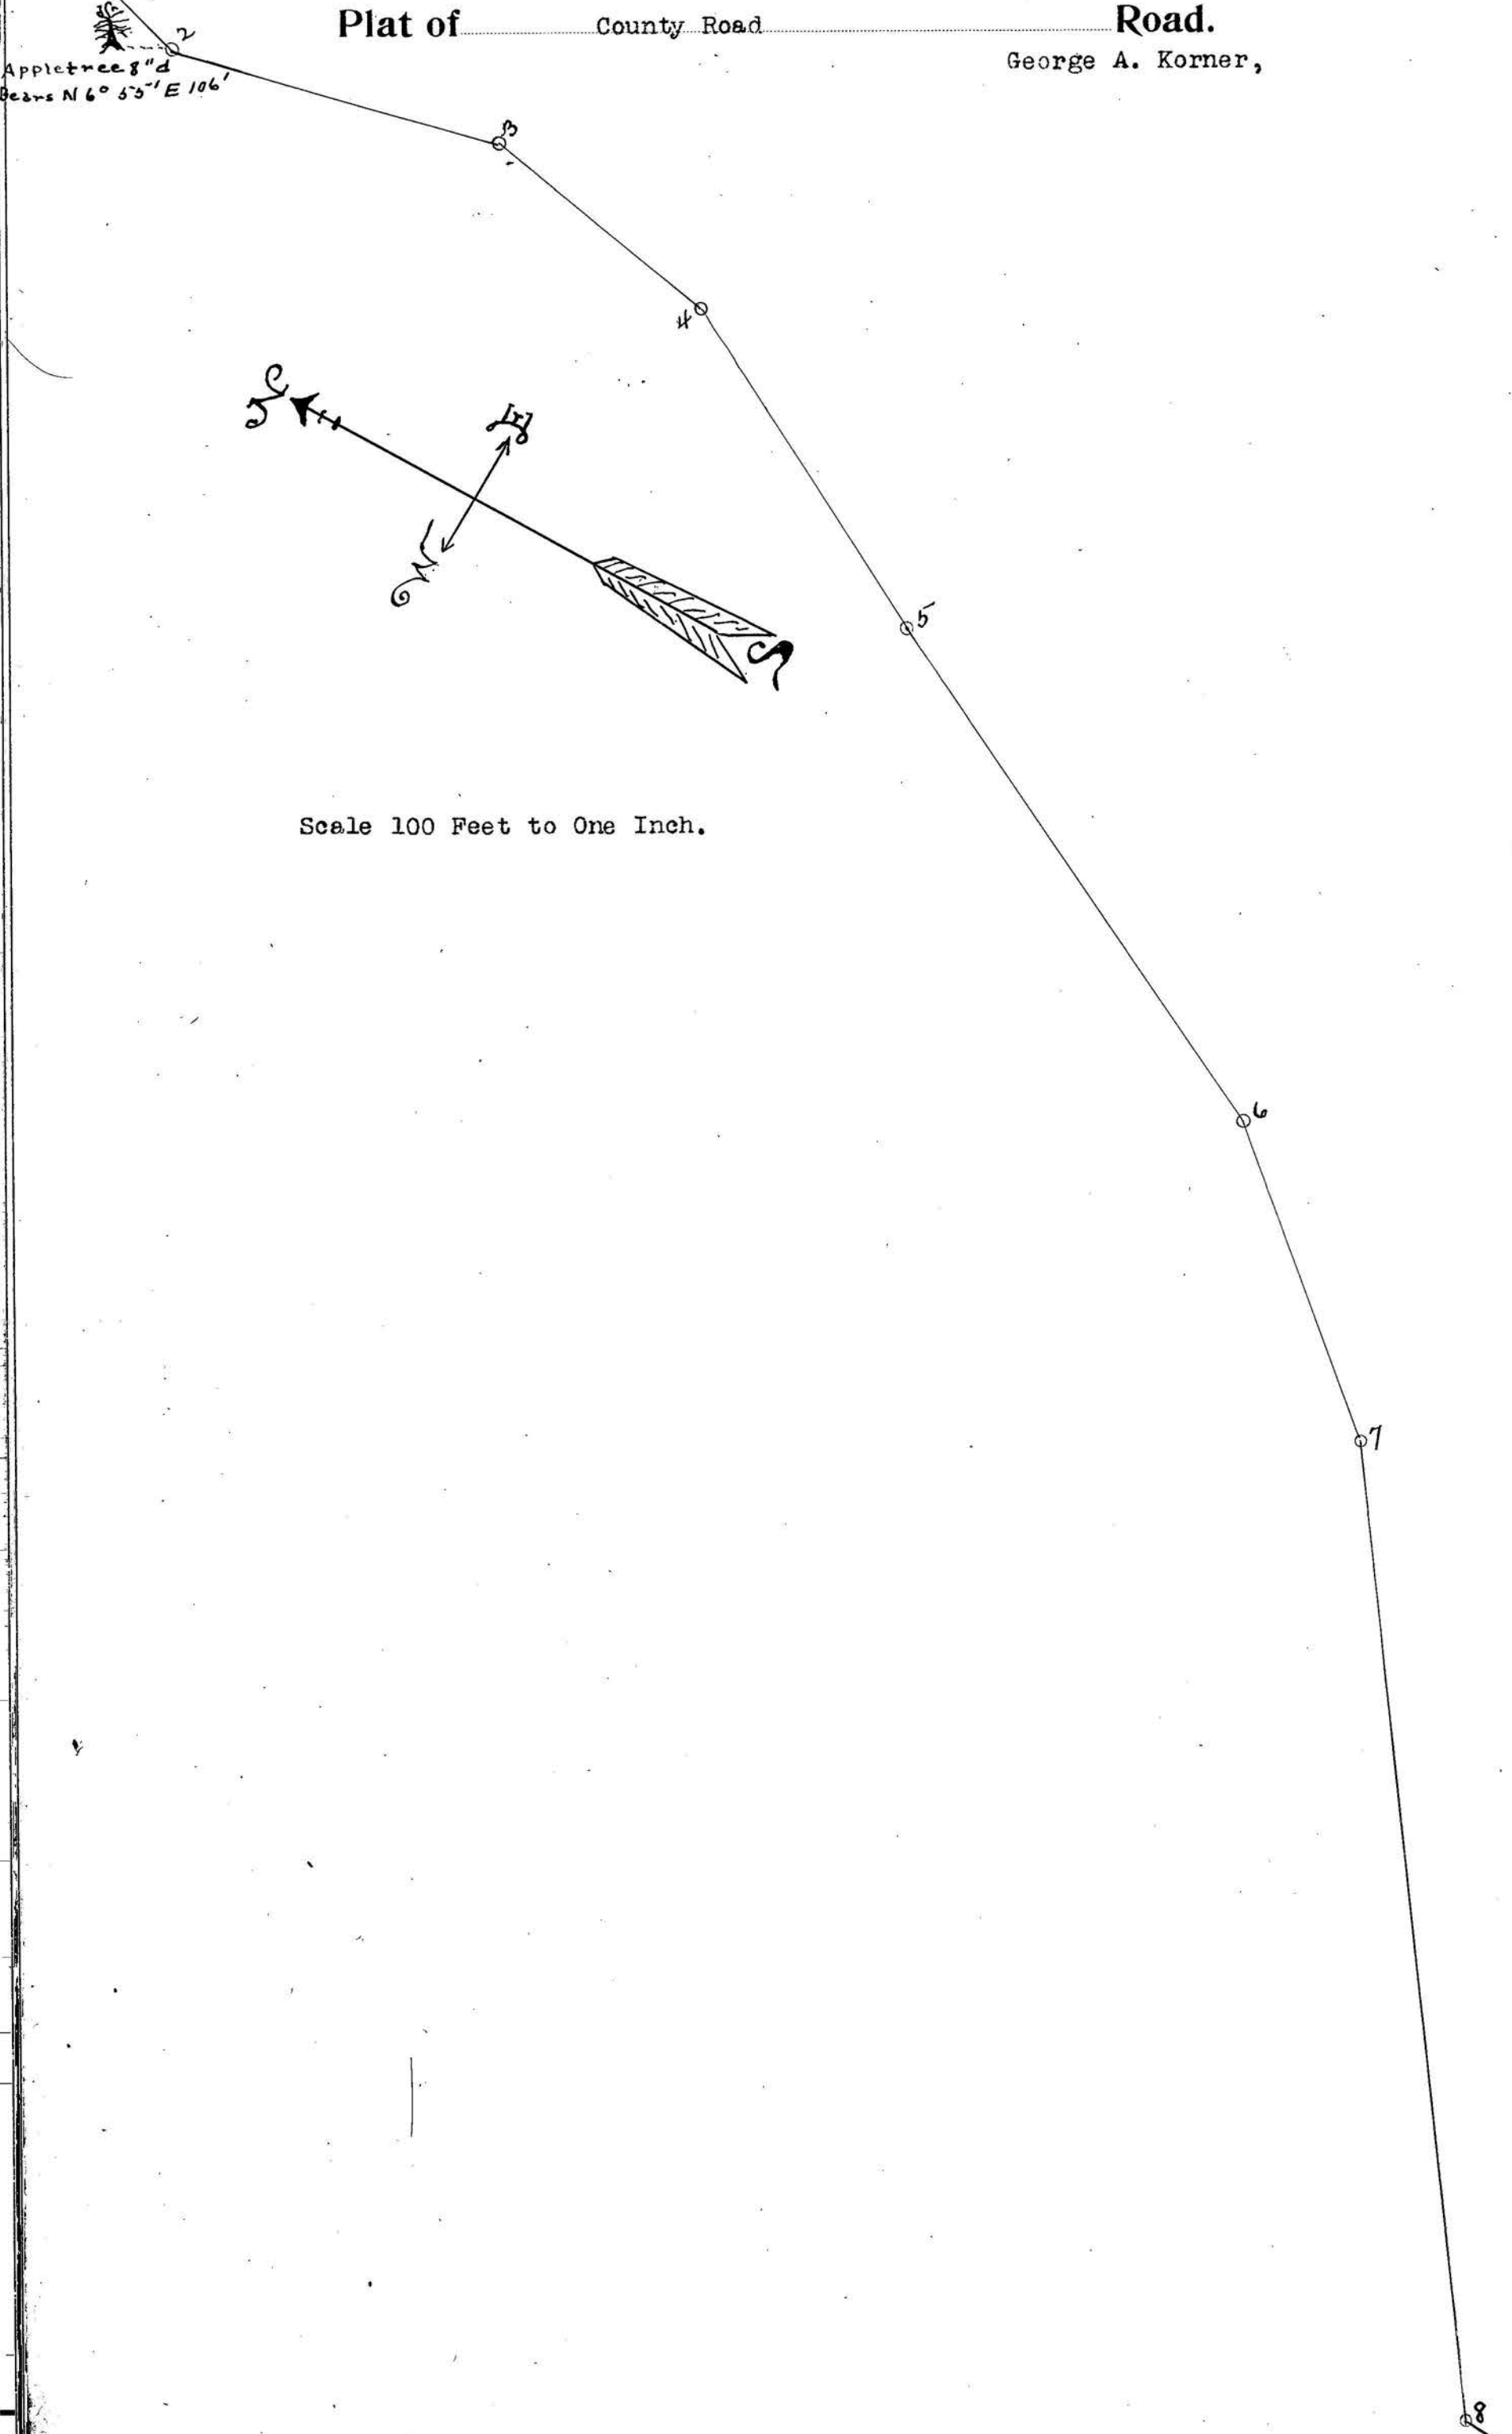 Plat of County Road Road.
George A. Korner,
2
Appletree 8"d
Bears N 6° 55' E 106'
3
4
N
E
W
S
5
Scale 100 Feet to One Inch.
6
7
8